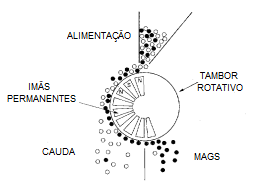 ALIMENTAÇÃO
TAMBOR
ROTATIVO
IMÃS
PERMANENTES
CAUDA
MAGS